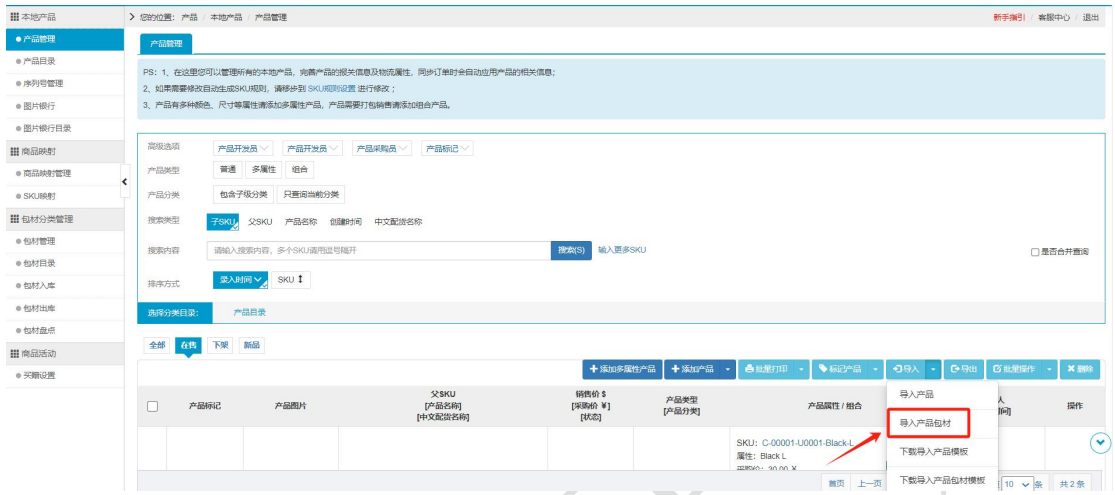 本地产品
产品管理
产品目录
序列号管理
图片银行
图片银行目录
商品映射
商品映射管理
SKU映射
包材分类管理
包材管理
包材目录
包材入库
包材出库
包材盘点
商品活动
买赠设置
您的位置: 产品 / 本地产品 / 产品管理
新手指引 / 客服中心 / 退出
产品管理
PS: 1、在这里您可以管理所有的本地产品, 完善产品的报关信息及物流属性, 同步订单时会自动应用产品的相关信息;
2、如果需要修改自动生成SKU规则, 请移步到 SKU规则设置 进行修改;
3、产品有多种颜色、尺寸等属性请添加多属性产品, 产品需要打包销售请添加组合产品。
高级选项 产品开发员 产品开发员 产品采购员 产品标记
产品类型 普通 多属性 组合
产品分类 包含子级分类 只查询当前分类
搜索类型 子SKU 父SKU 产品名称 创建时间 中文配货名称
搜索内容 请输入搜索内容, 多个SKU请用逗号隔开 搜索(S) 输入更多SKU 是否合并查询
排序方式 录入时间 SKU
选择分类目录: 产品目录
全部 在售 下架 新品
添加多属性产品 添加产品 批量打印 标记产品 导入 导出 批量操作 删除
产品标记 产品图片 父SKU 销售价 $ 产品类型 产品属性 / 组合 人 操作
[产品名称] [采购价 ¥] [产品分类] 时间]
[中文配货名称] [状态]
导入产品
导入产品包材
下载导入产品模板
下载导入产品包材模板
SKU: C-00001-U0001-Black-L
属性: Black L
采购价: 20.00 ¥
首页 上一页 10 条 共 2 条